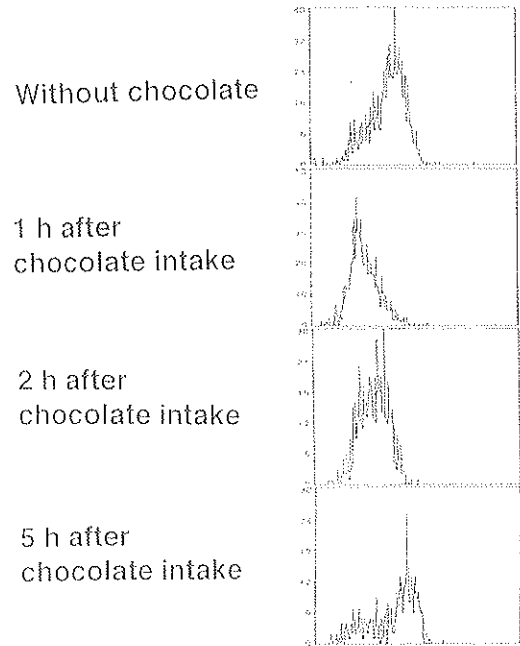 Without chocolate
1 h after
chocolate intake
2 h after
chocolate intake
5 h after
chocolate intake